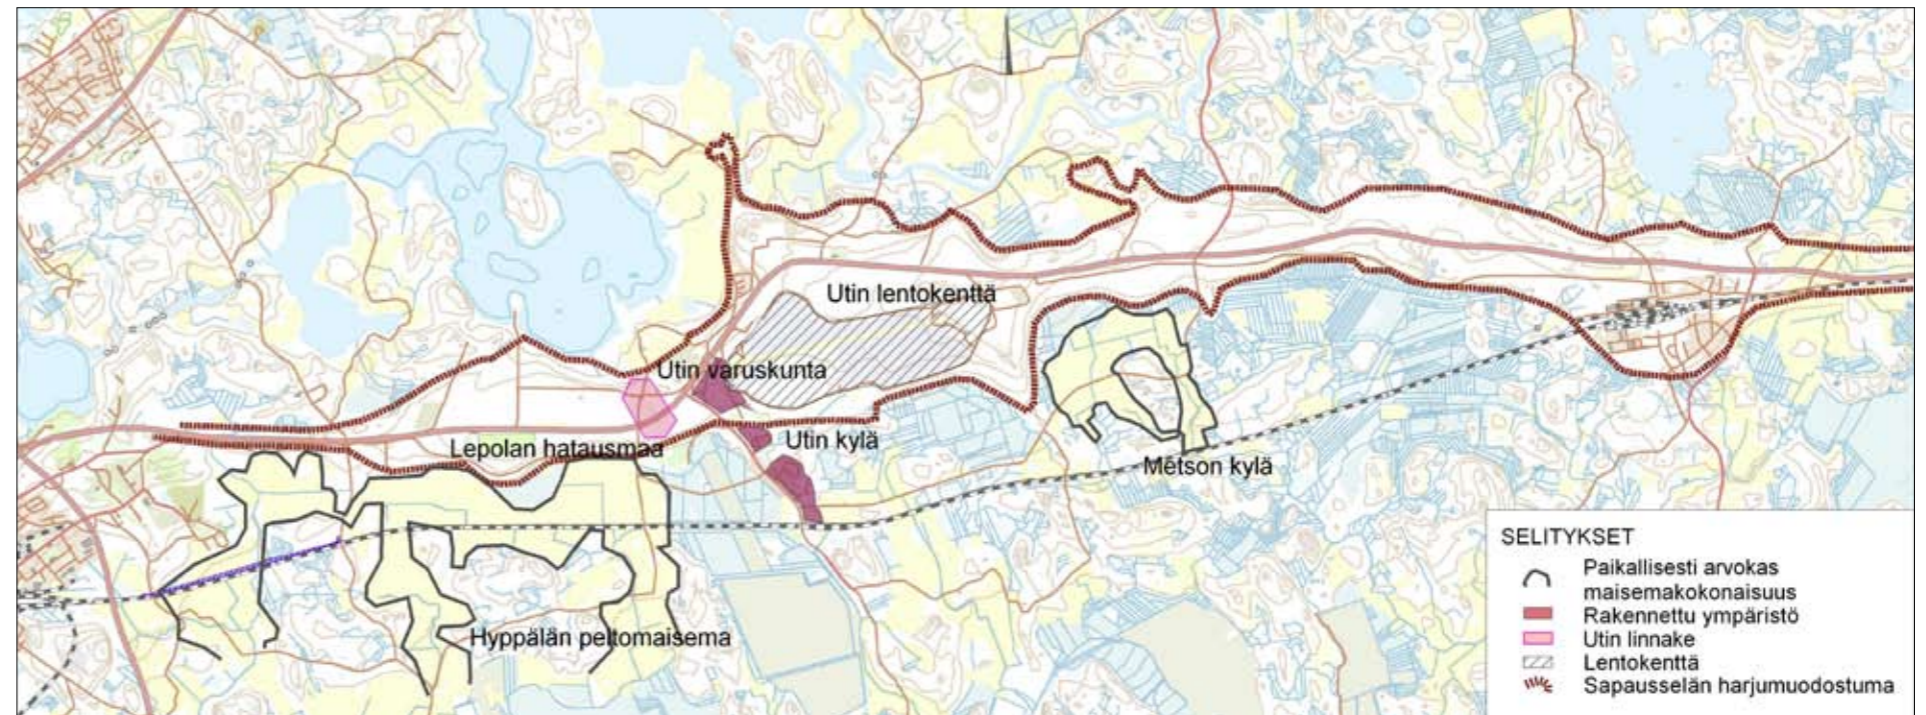 Utin lentokenttä
Utin varuskunta
Utin kylä
Lepolan hatausmaa
Metson kylä
Hyppälän peltomaisema
SELITYKSET
Paikallisesti arvokas
maisemakokonaisuus
Rakennettu ympäristö
Utin linnake
Lentokenttä
Sapausselän harjumuodostuma